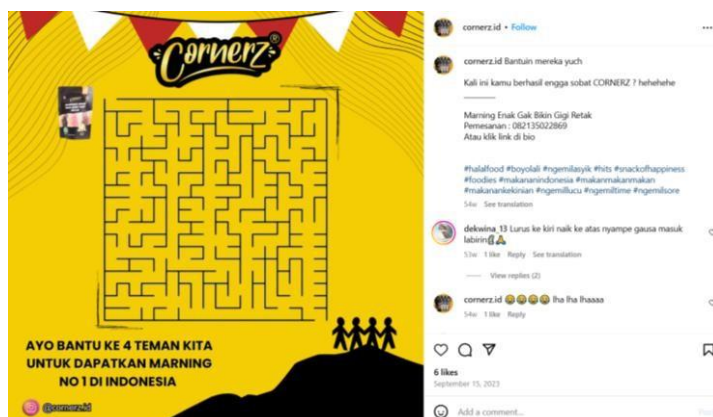 Cornerz®
AYO BANTU KE 4 TEMAN KITA
UNTUK DAPATKAN MARNING
NO 1 DI INDONESIA
@cornerz.id
cornerz.id • Follow
cornerz.id Bantuin mereka yuch
Kali ini kamu berhasil engga sobat CORNERZ ? hehehehe
Marning Enak Gak Bikin Gigi Retak
Pemesanan : 082135022869
Atau klik link di bio
#halalfood #boyolali #ngemilasyik #hits #snackofhappiness
#foodies #makananindonesia #makanmakanmakan
#makanankekinian #ngemillucu #ngemiltime #ngemilsore
54w See translation
dekwina_13 Lurus ke kiri naik ke atas nyampe gausa masuk
labirin
53w 1 like Reply See translation
View replies (2)
cornerz.id 😂😂😂😂 lha lha lhaaaa
54w 1 like Reply
6 likes
September 15, 2023
Add a comment...